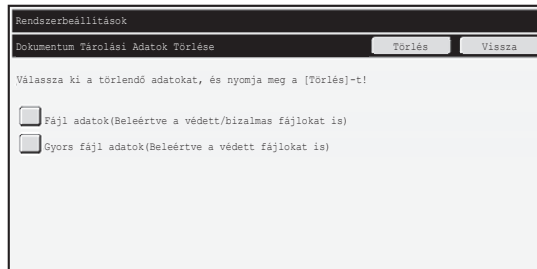 Rendszerbeállítások
Dokumentum Tárolási Adatok Törlése Törlés Vissza
Válassza ki a törlendő adatokat, és nyomja meg a [Törlés]-t!
Fájl adatok(Beleértve a védett/bizalmas fájlokat is)
Gyors fájl adatok(Beleértve a védett fájlokat is)